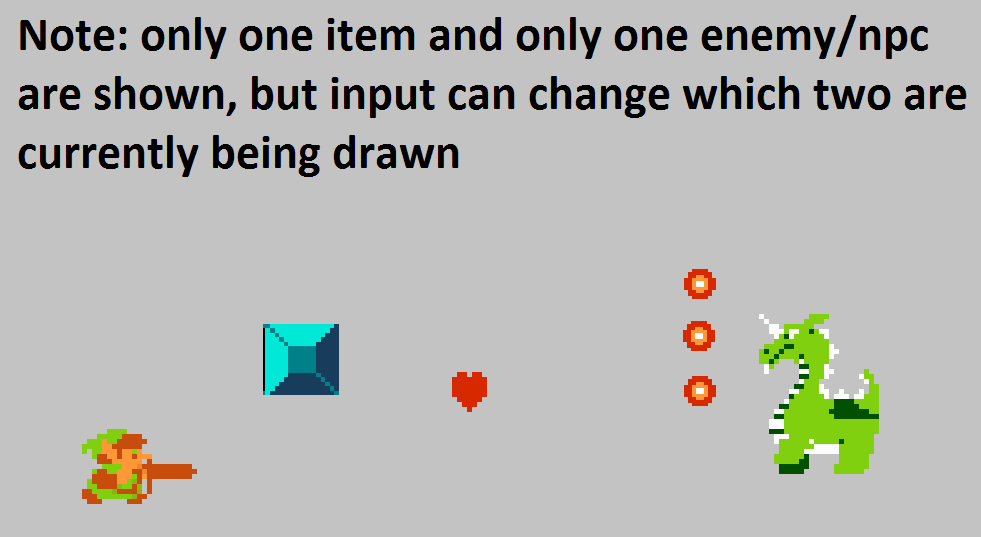 Note: only one item and only one enemy/npc
are shown, but input can change which two are
currently being drawn